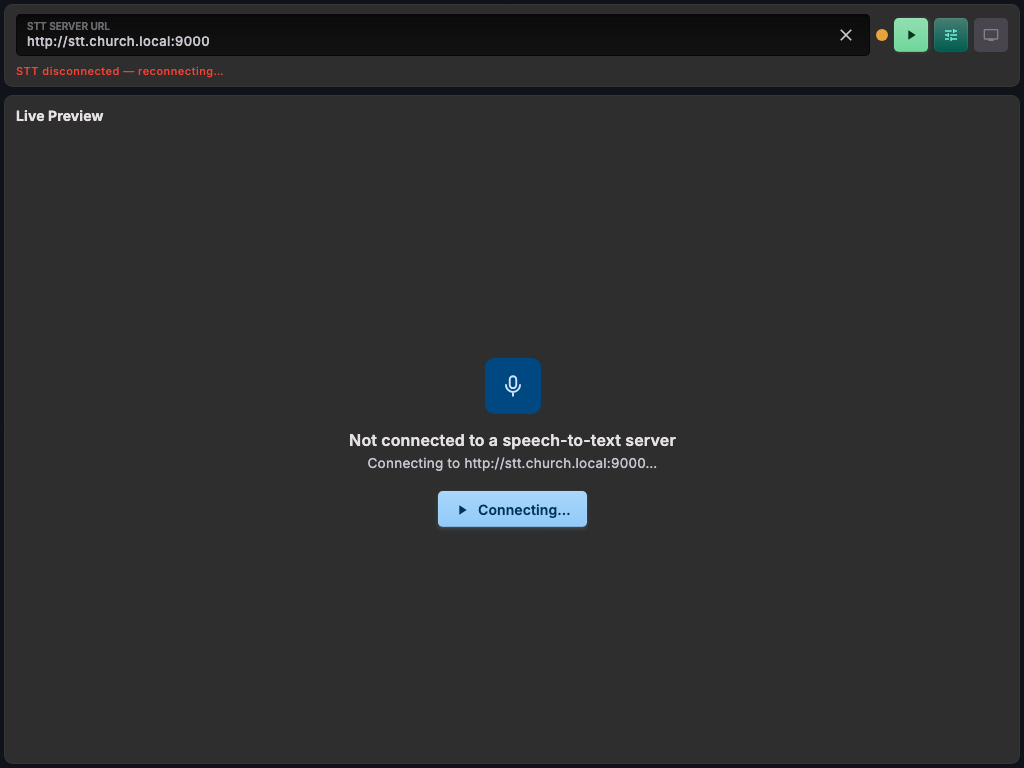 STT SERVER URL
http://stt.church.local:9000
STT disconnected — reconnecting...
Live Preview
Not connected to a speech-to-text server
Connecting to http://stt.church.local:9000...
Connecting...